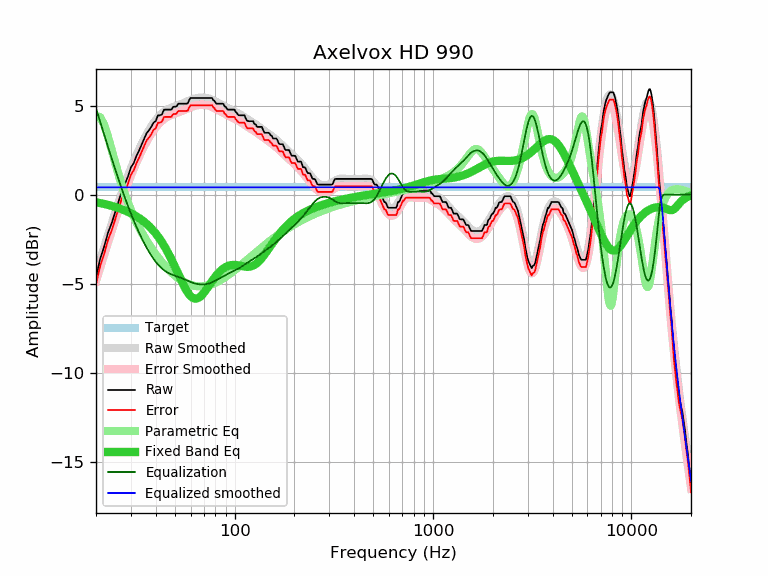 Axelvox HD 990
Amplitude (dBr)
5
0
−5
−10
−15
Target
Raw Smoothed
Error Smoothed
Raw
Error
Parametric Eq
Fixed Band Eq
Equalization
Equalized smoothed
100
1000
10000
Frequency (Hz)